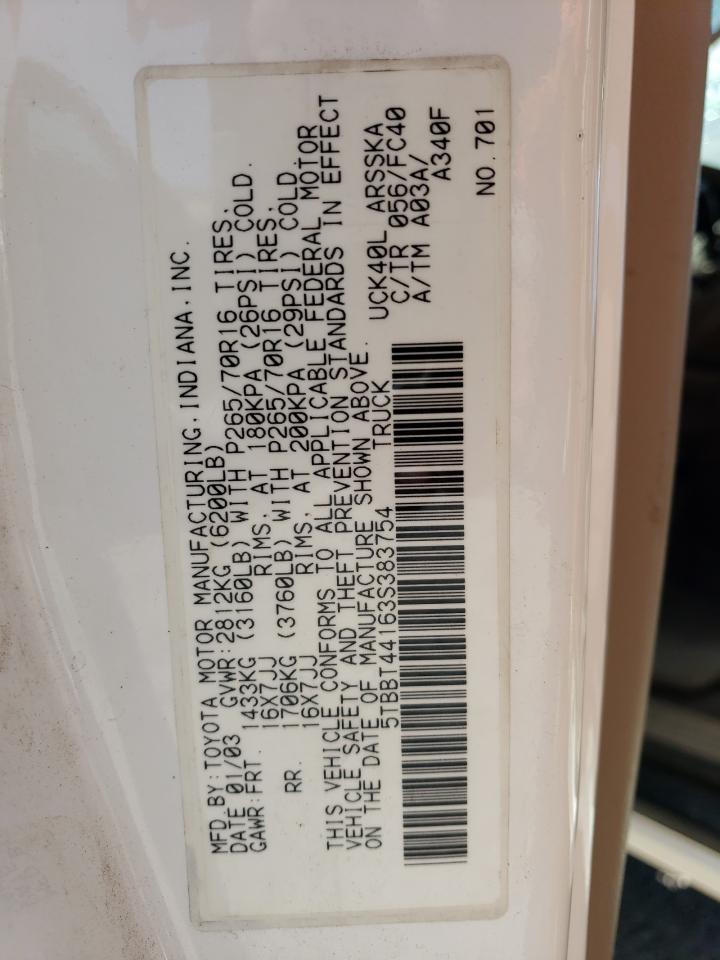 MFD BY:TOYOTA MOTOR MANUFACTURING,INDIANA,INC.
DATE 01/03 GVWR:2812KG(6200LB)
GAWR:FRT. 1433KG (3160LB) WITH P265/70R16 TIRES,
16X7JJ RIMS, AT 180KPA (26PSI) COLD.
RR. 1706KG (3760LB) WITH P265/70R16 TIRES,
16X7JJ RIMS, AT 200KPA (29PSI) COLD.
THIS VEHICLE CONFORMS TO ALL APPLICABLE FEDERAL MOTOR
VEHICLE SAFETY AND THEFT PREVENTION STANDARDS IN EFFECT
ON THE DATE OF MANUFACTURE SHOWN ABOVE.
5TBBT44163S383754 TRUCK
UCK40L ARSSKA
C/TR 056/FC40
A/TM A03A/
A340F
NO.701